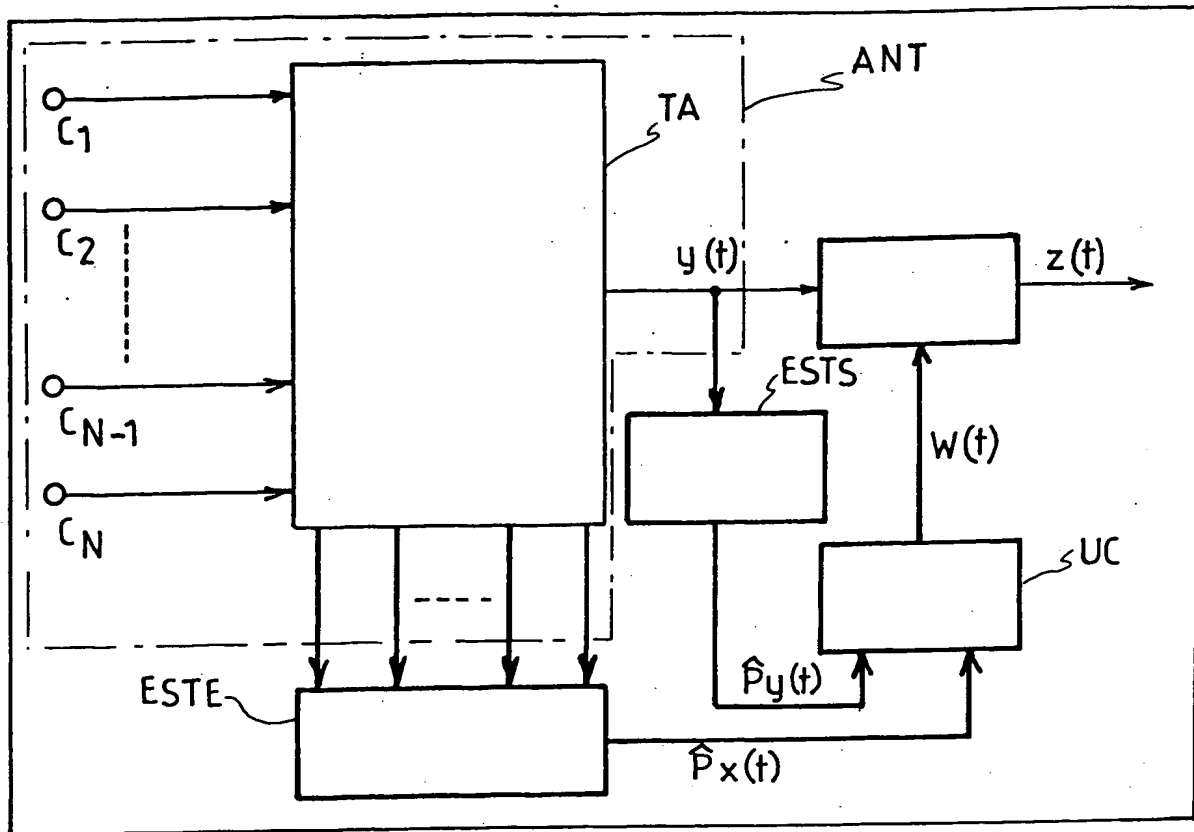 ANT
TA
C1
C2
y(t)
z(t)
ESTS
CN-1
W(t)
CN
UC
ESTE
P̂y(t)
P̂x(t)